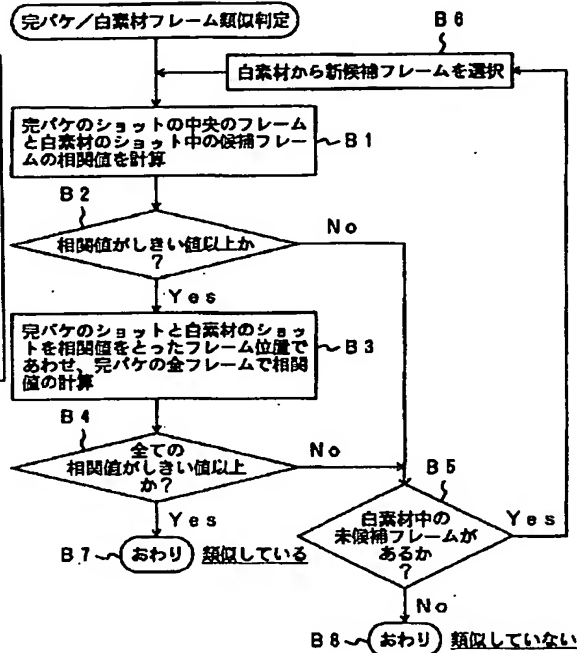 完パケ/白素材フレーム類似判定
B6
白素材から新候補フレームを選択
完パケのショットの中央のフレーム
と白素材のショット中の候補フレー
ムの相関値を計算
B1
B2
相関値がしきい値以上か
?
No
Yes
完パケのショットと白素材のショッ
トを相関値をとったフレーム位置で
あわせ、完パケの全フレームで相関
値の計算
B3
B4
全ての
相関値がしきい値以上
か?
No
B5
白素材中の
未候補フレームが
あるか
?
Yes
Yes
B7
おわり 類似している
No
B8
おわり 類似していない